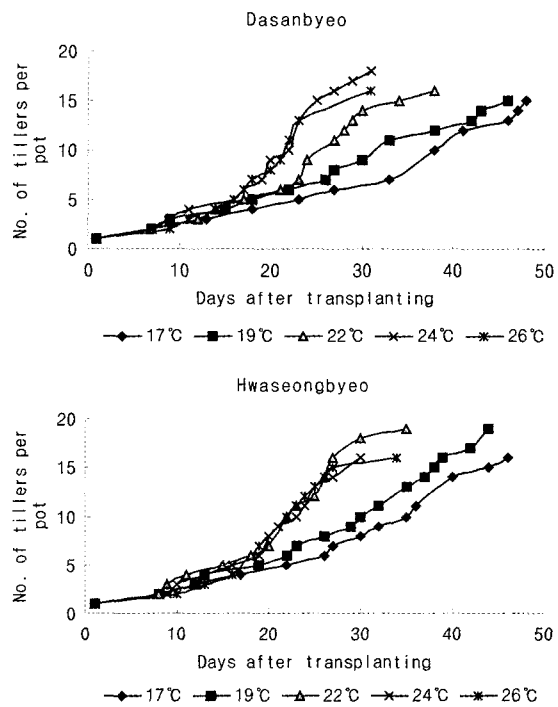 Dasanbyeo
No. of tillers per
pot
20
15
10
5
0
0 10 20 30 40 50
Days after transplanting
17℃ 19℃ 22℃ 24℃ 26℃
Hwaseongbyeo
No. of tillers per
pot
20
15
10
5
0
0 10 20 30 40 50
Days after transplanting
17℃ 19℃ 22℃ 24℃ 26℃